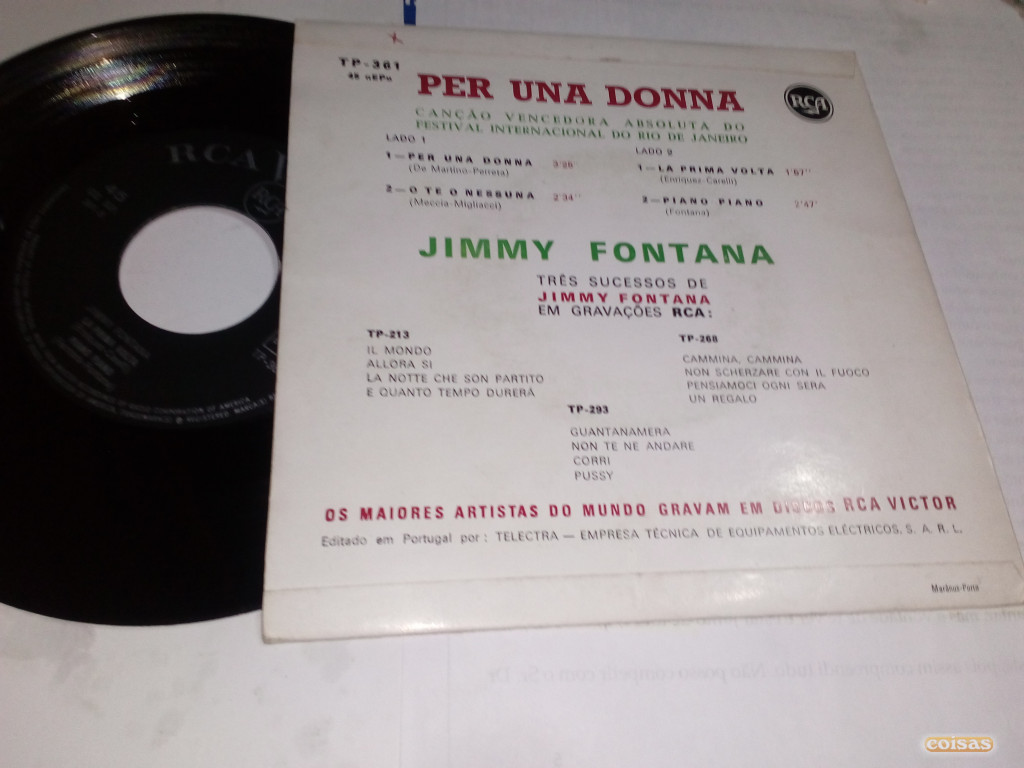 TP-361
PER UNA DONNA
RCA
CANÇÃO VENCEDORA ABSOLUTA DO
FESTIVAL INTERNACIONAL DO RIO DE JANEIRO
LADO 1
1 — PER UNA DONNA 3'26"
(De Martino-Perreta)
2 — O TE O NESSUNA 2'34"
(Meccia-Migliacci)
LADO 2
1 — LA PRIMA VOLTA 1'57"
(Enriquez-Carelli)
2 — PIANO PIANO 2'47"
(Fontana)
JIMMY FONTANA
TRÊS SUCESSOS DE
JIMMY FONTANA
EM GRAVAÇÕES RCA:
TP-213
IL MONDO
ALLORA SI
LA NOTTE CHE SON PARTITO
E QUANTO TEMPO DURERÀ
TP-268
CAMMINA, CAMMINA
NON SCHERZARE CON IL FUOCO
PENSIAMOCI OGNI SERA
UN REGALO
TP-293
GUANTANAMERA
NON TE NE ANDARE
CORRI
PUSSY
OS MAIORES ARTISTAS DO MUNDO GRAVAM EM DISCOS RCA VICTOR
Editado em Portugal por: TELECTRA — EMPRESA TÉCNICA DE EQUIPAMENTOS ELÉCTRICOS, S. A. R. L.
RCA
coisas